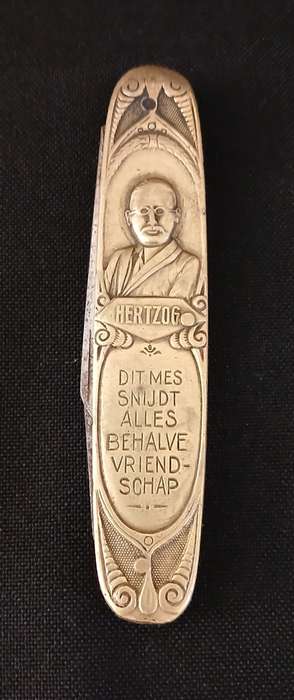 HERTZOG
DIT MES
SNIJDT
ALLES
BEHALVE
VRIEND-
SCHAP